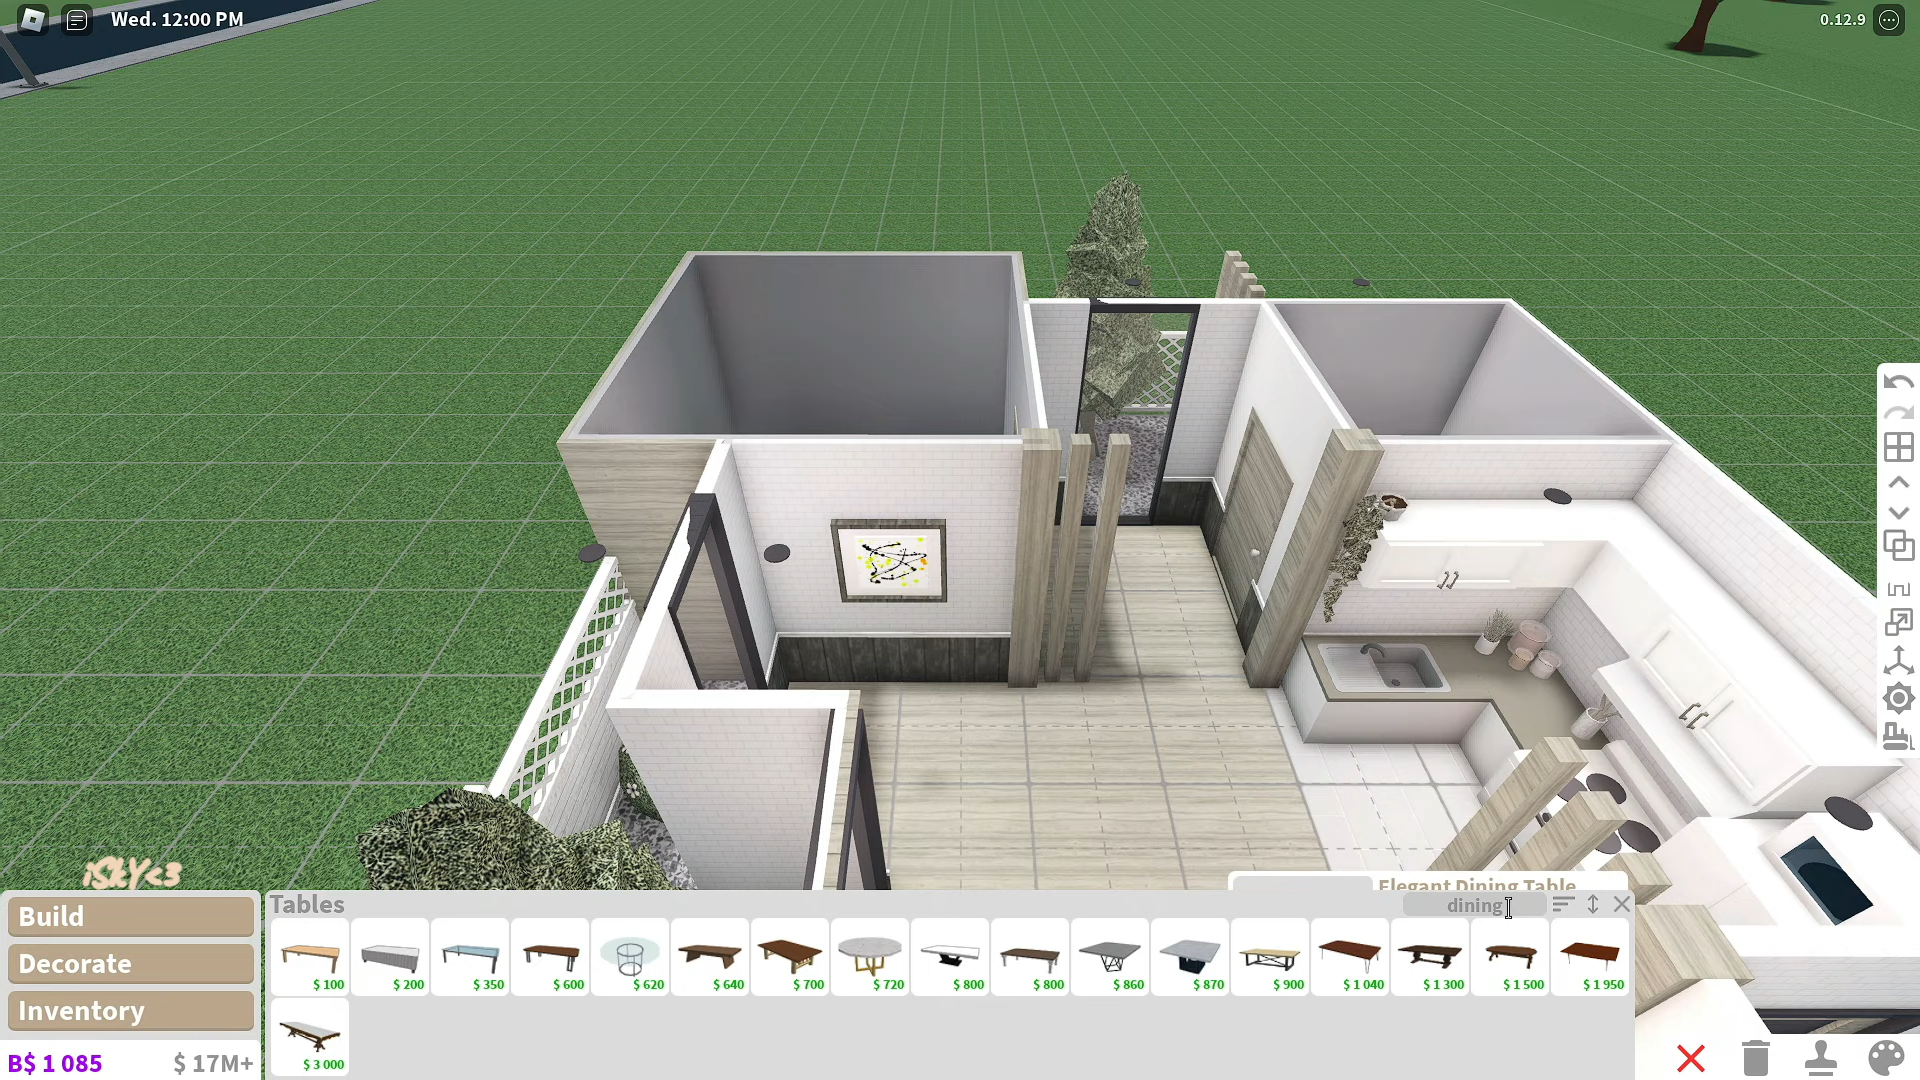 Wed. 12:00 PM
0.12.9
iSkY<3
Elegant Dining Table
Build
Decorate
Inventory
B$ 1 085
$ 17M+
Tables
dining
$ 100
$ 200
$ 350
$ 600
$ 620
$ 640
$ 700
$ 720
$ 800
$ 800
$ 860
$ 870
$ 900
$ 1 040
$ 1 300
$ 1 500
$ 1 950
$ 3 000